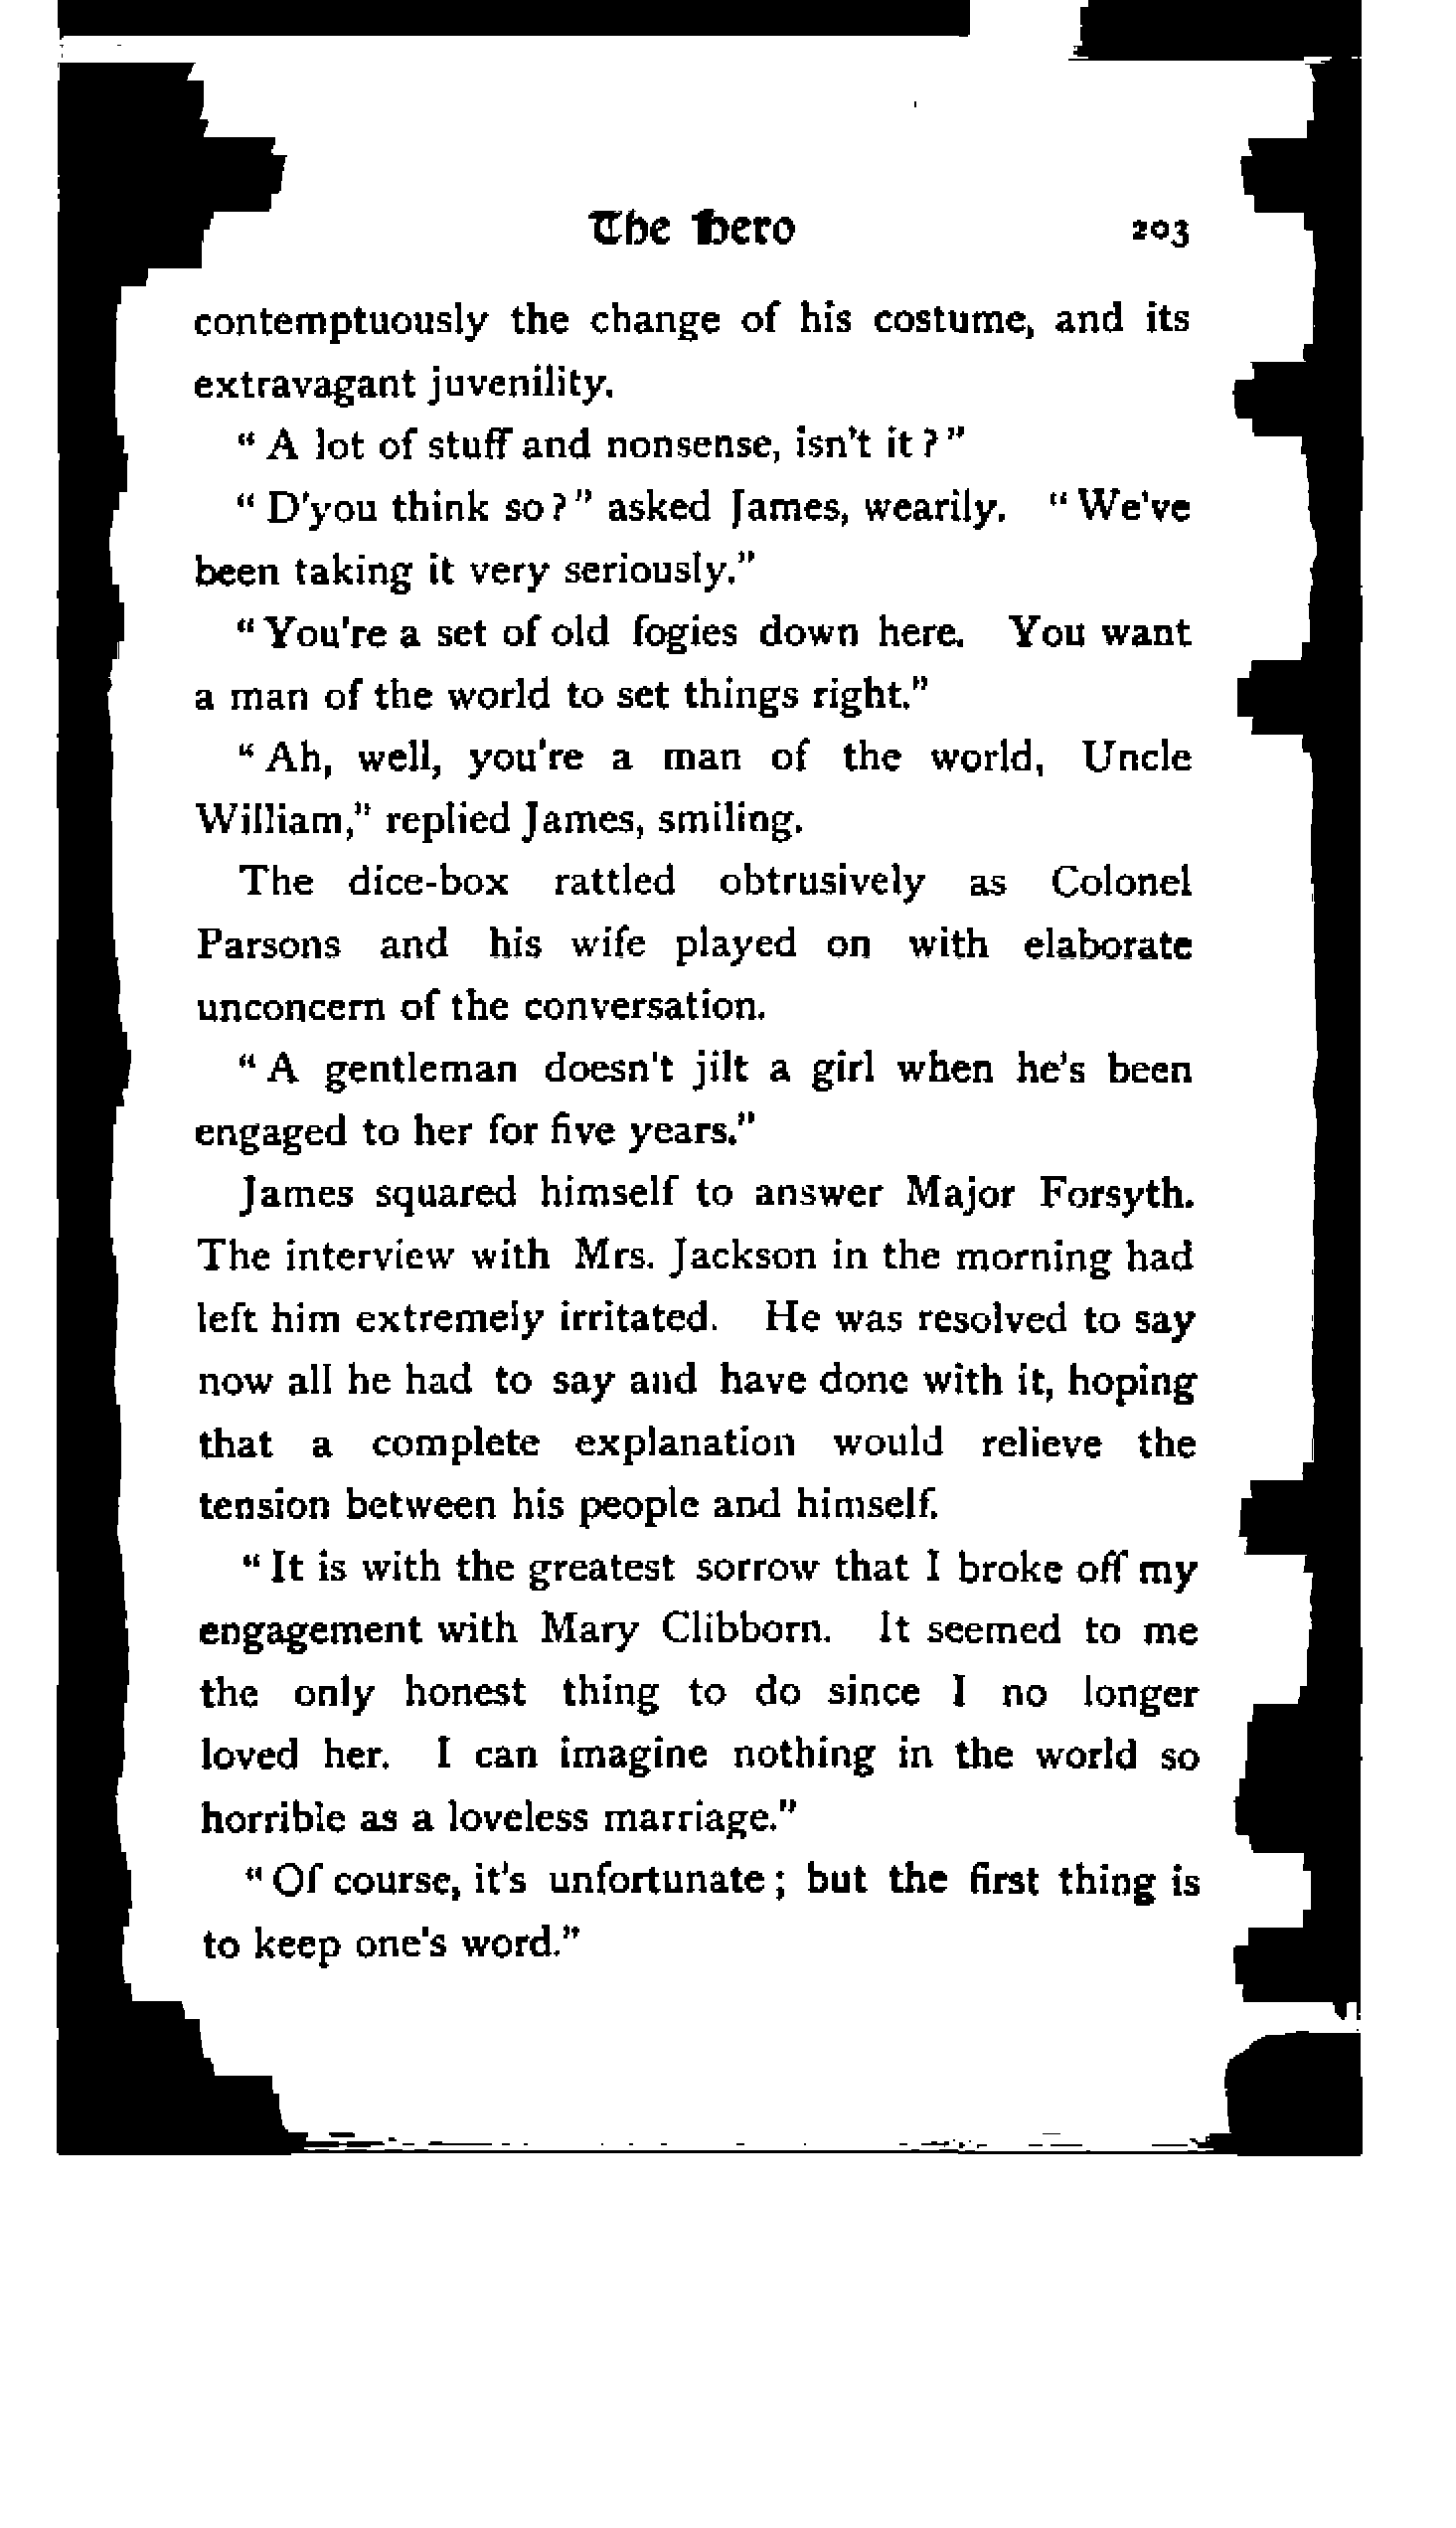 The Hero 203
contemptuously the change of his costume, and its
extravagant juvenility.
" A lot of stuff and nonsense, isn't it ? "
" D'you think so ? " asked James, wearily. " We've
been taking it very seriously."
" You're a set of old fogies down here. You want
a man of the world to set things right."
" Ah, well, you're a man of the world, Uncle
William," replied James, smiling.
The dice-box rattled obtrusively as Colonel
Parsons and his wife played on with elaborate
unconcern of the conversation.
" A gentleman doesn't jilt a girl when he's been
engaged to her for five years."
James squared himself to answer Major Forsyth.
The interview with Mrs. Jackson in the morning had
left him extremely irritated. He was resolved to say
now all he had to say and have done with it, hoping
that a complete explanation would relieve the
tension between his people and himself.
" It is with the greatest sorrow that I broke off my
engagement with Mary Clibborn. It seemed to me
the only honest thing to do since I no longer
loved her. I can imagine nothing in the world so
horrible as a loveless marriage."
" Of course, it's unfortunate ; but the first thing is
to keep one's word."